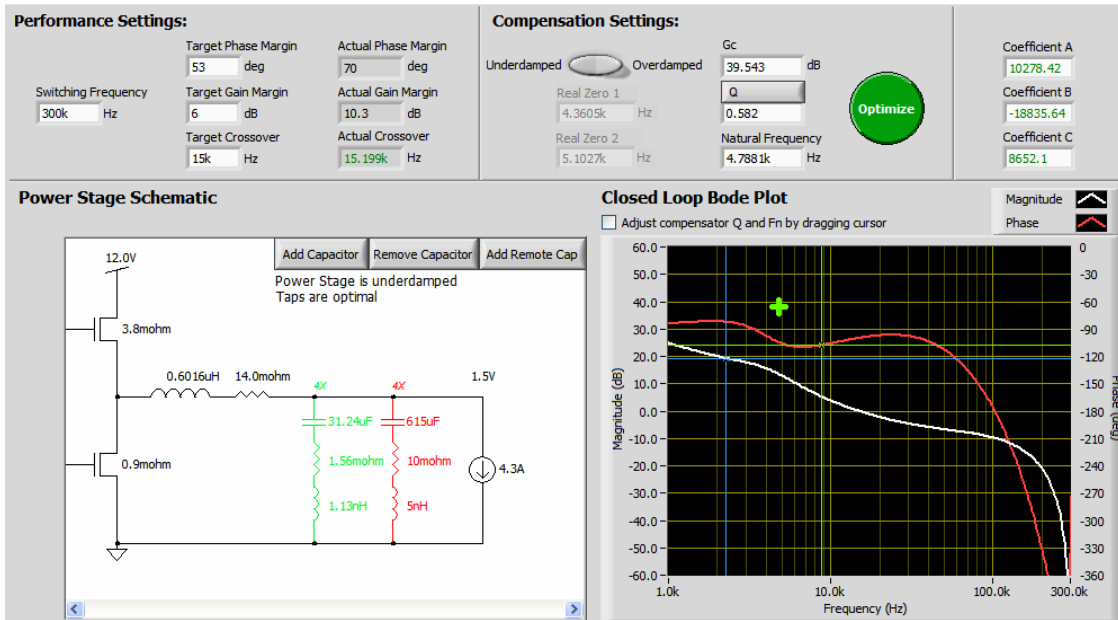 Performance Settings:
Target Phase Margin
53 deg
Actual Phase Margin
70 deg
Switching Frequency
300k Hz
Target Gain Margin
6 dB
Actual Gain Margin
10.3 dB
Target Crossover
15k Hz
Actual Crossover
15.199k Hz
Compensation Settings:
Underdamped Overdamped
Real Zero 1
4.3605k Hz
Real Zero 2
5.1027k Hz
Gc
39.543 dB
Q
0.582
Natural Frequency
4.7881k Hz
Optimize
Coefficient A
10278.42
Coefficient B
-18835.64
Coefficient C
8652.1
Power Stage Schematic
Add Capacitor Remove Capacitor Add Remote Cap
Power Stage is underdamped
Taps are optimal
12.0V
3.8mohm
0.6016uH 14.0mohm 1.5V
4X 4X
31.24uF 615uF
1.56mohm 10mohm
0.9mohm 4.3A
1.13nH 5nH
Closed Loop Bode Plot
Adjust compensator Q and Fn by dragging cursor
Magnitude
Phase
Magnitude (dB)
60.0
50.0
40.0
30.0
20.0
10.0
0.0
-10.0
-20.0
-30.0
-40.0
-50.0
-60.0
0
-30
-60
-90
-120
-150
-180
-210
-240
-270
-300
-330
-360
Phase (deg)
1.0k 10.0k 100.0k 300.0k
Frequency (Hz)